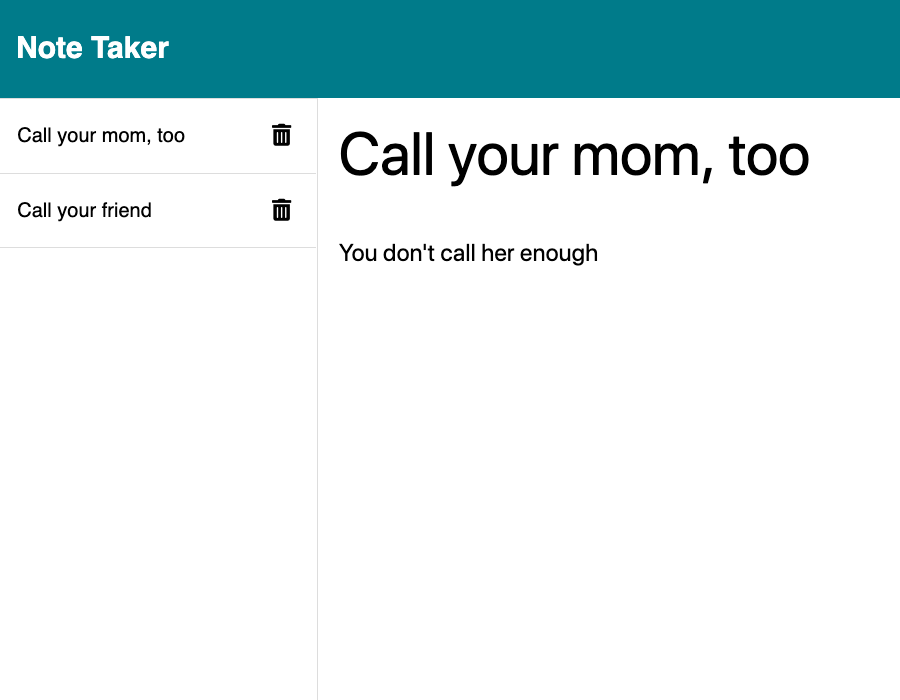 Note Taker
Call your mom, too
Call your friend
Call your mom, too
You don't call her enough